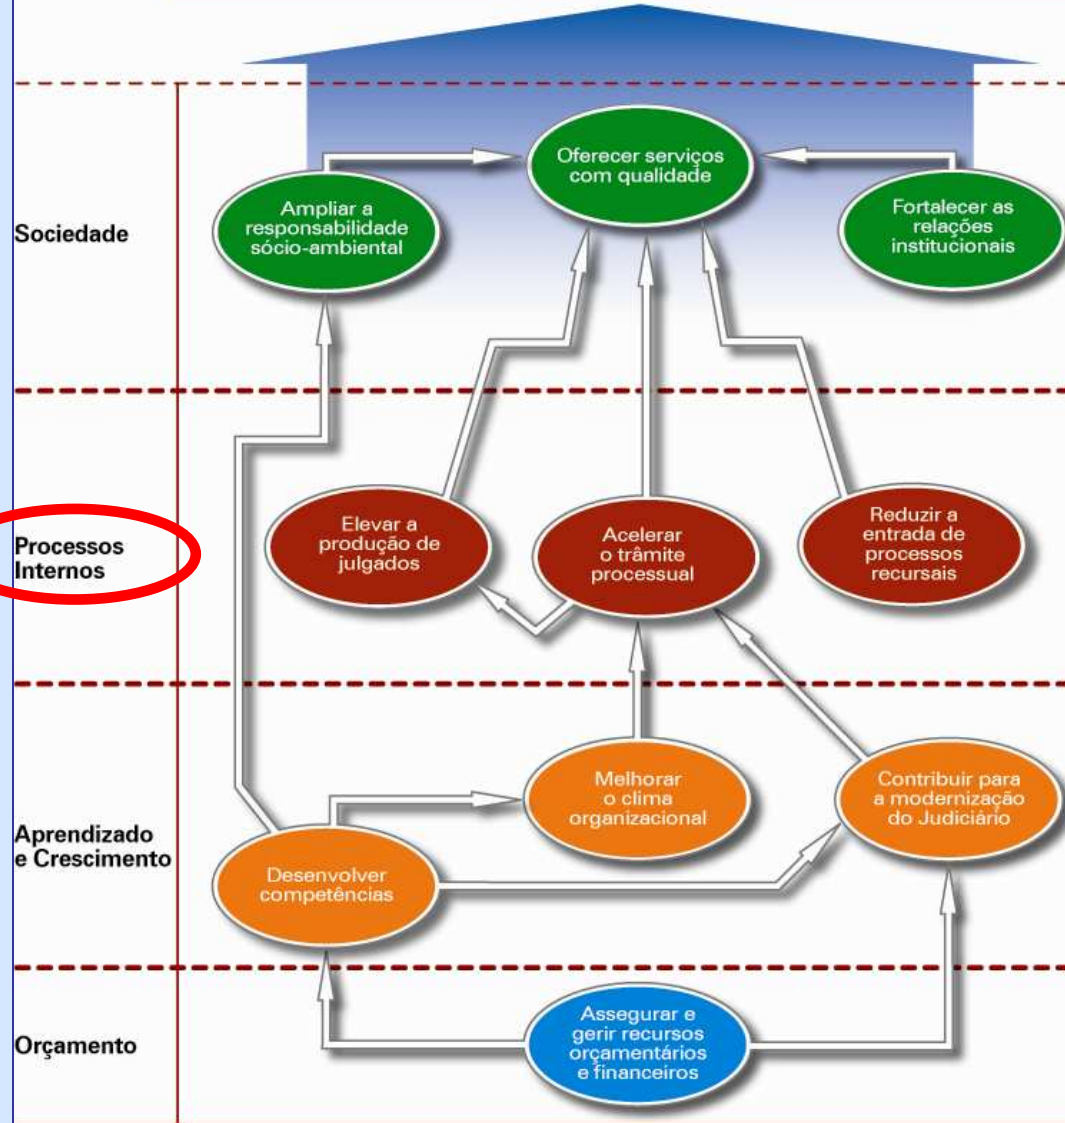 Oferecer serviços
com qualidade
Ampliar a
responsabilidade
sócio-ambiental
Fortalecer as
relações
institucionais
Sociedade
Elevar a
produção de
julgados
Acelerar
o trâmite
processual
Reduzir a
entrada de
processos
recursais
Processos
Internos
Melhorar
o clima
organizacional
Contribuir para
a modernização
do Judiciário
Aprendizado
e Crescimento
Desenvolver
competências
Assegurar e
gerir recursos
orçamentários
e financeiros
Orçamento